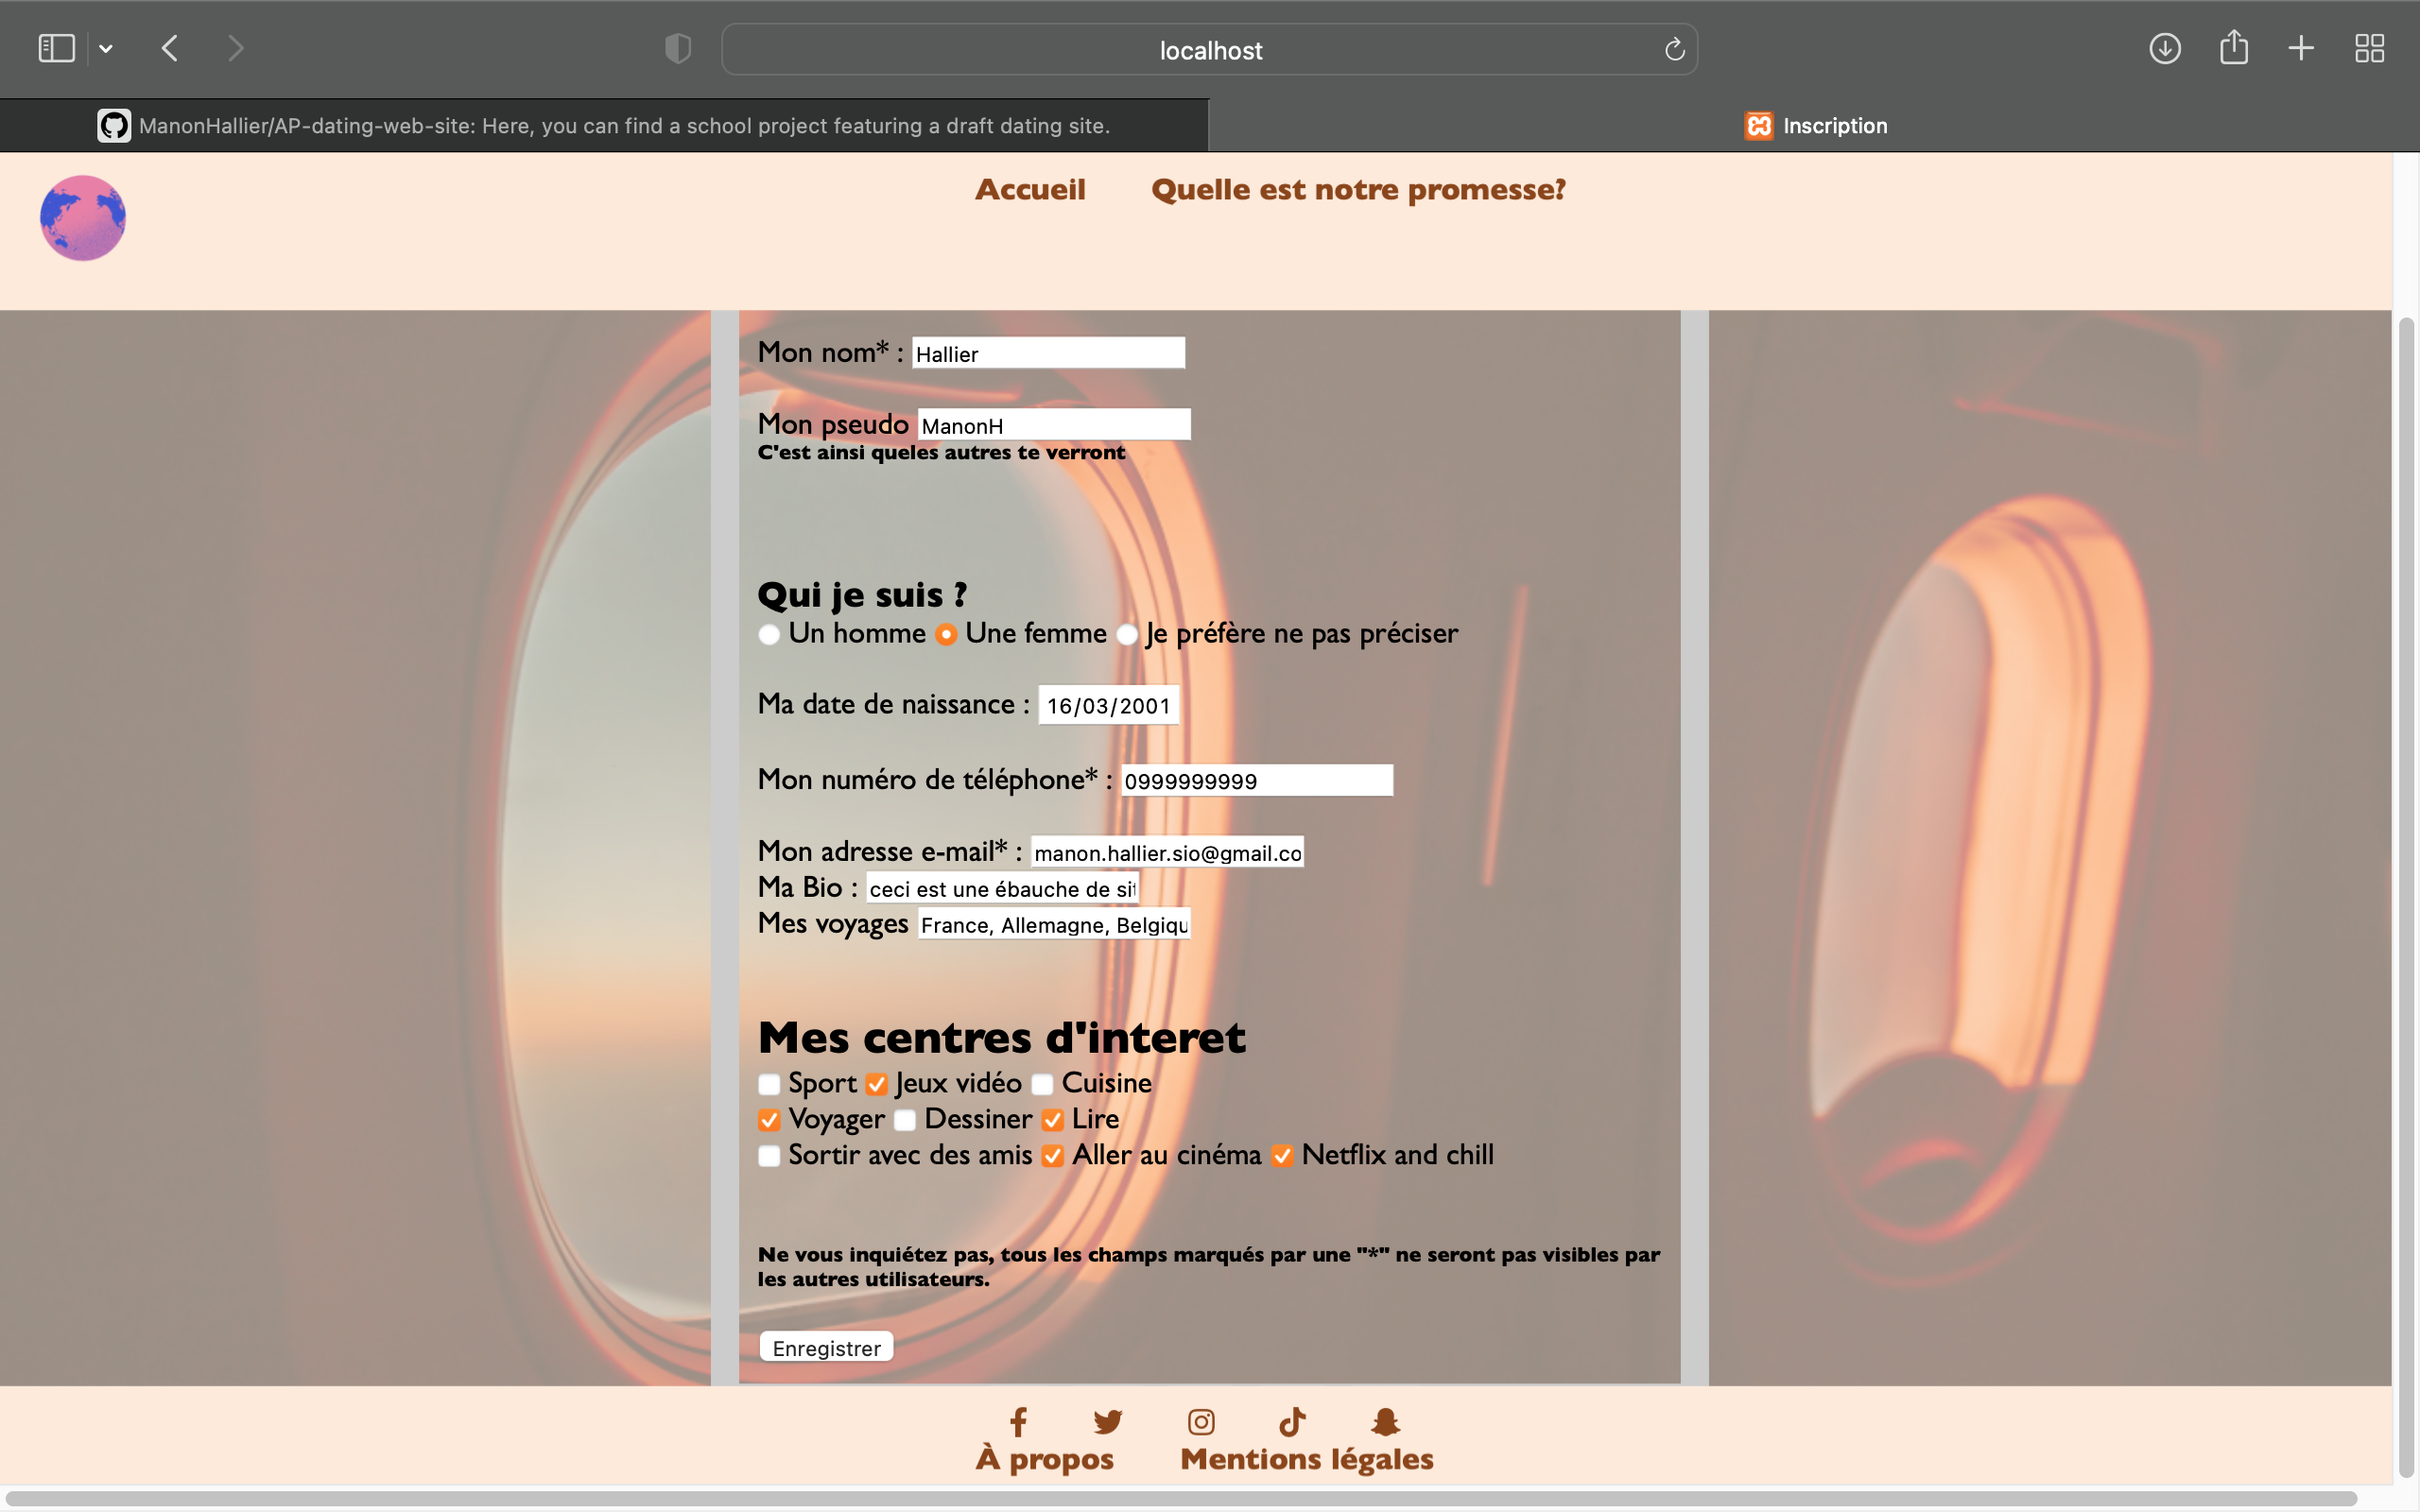 localhost
ManonHallier/AP-dating-web-site: Here, you can find a school project featuring a draft dating site.
Inscription
Accueil Quelle est notre promesse?
Mon nom* : Hallier
Mon pseudo ManonH
C'est ainsi queles autres te verront
Qui je suis ?
Un homme Une femme Je préfère ne pas préciser
Ma date de naissance : 16/03/2001
Mon numéro de téléphone* : 0999999999
Mon adresse e-mail* : manon.hallier.sio@gmail.co
Ma Bio : ceci est une ébauche de sit
Mes voyages France, Allemagne, Belgiqu
Mes centres d'interet
Sport Jeux vidéo Cuisine
Voyager Dessiner Lire
Sortir avec des amis Aller au cinéma Netflix and chill
Ne vous inquiétez pas, tous les champs marqués par une "*" ne seront pas visibles par
les autres utilisateurs.
Enregistrer
À propos Mentions légales